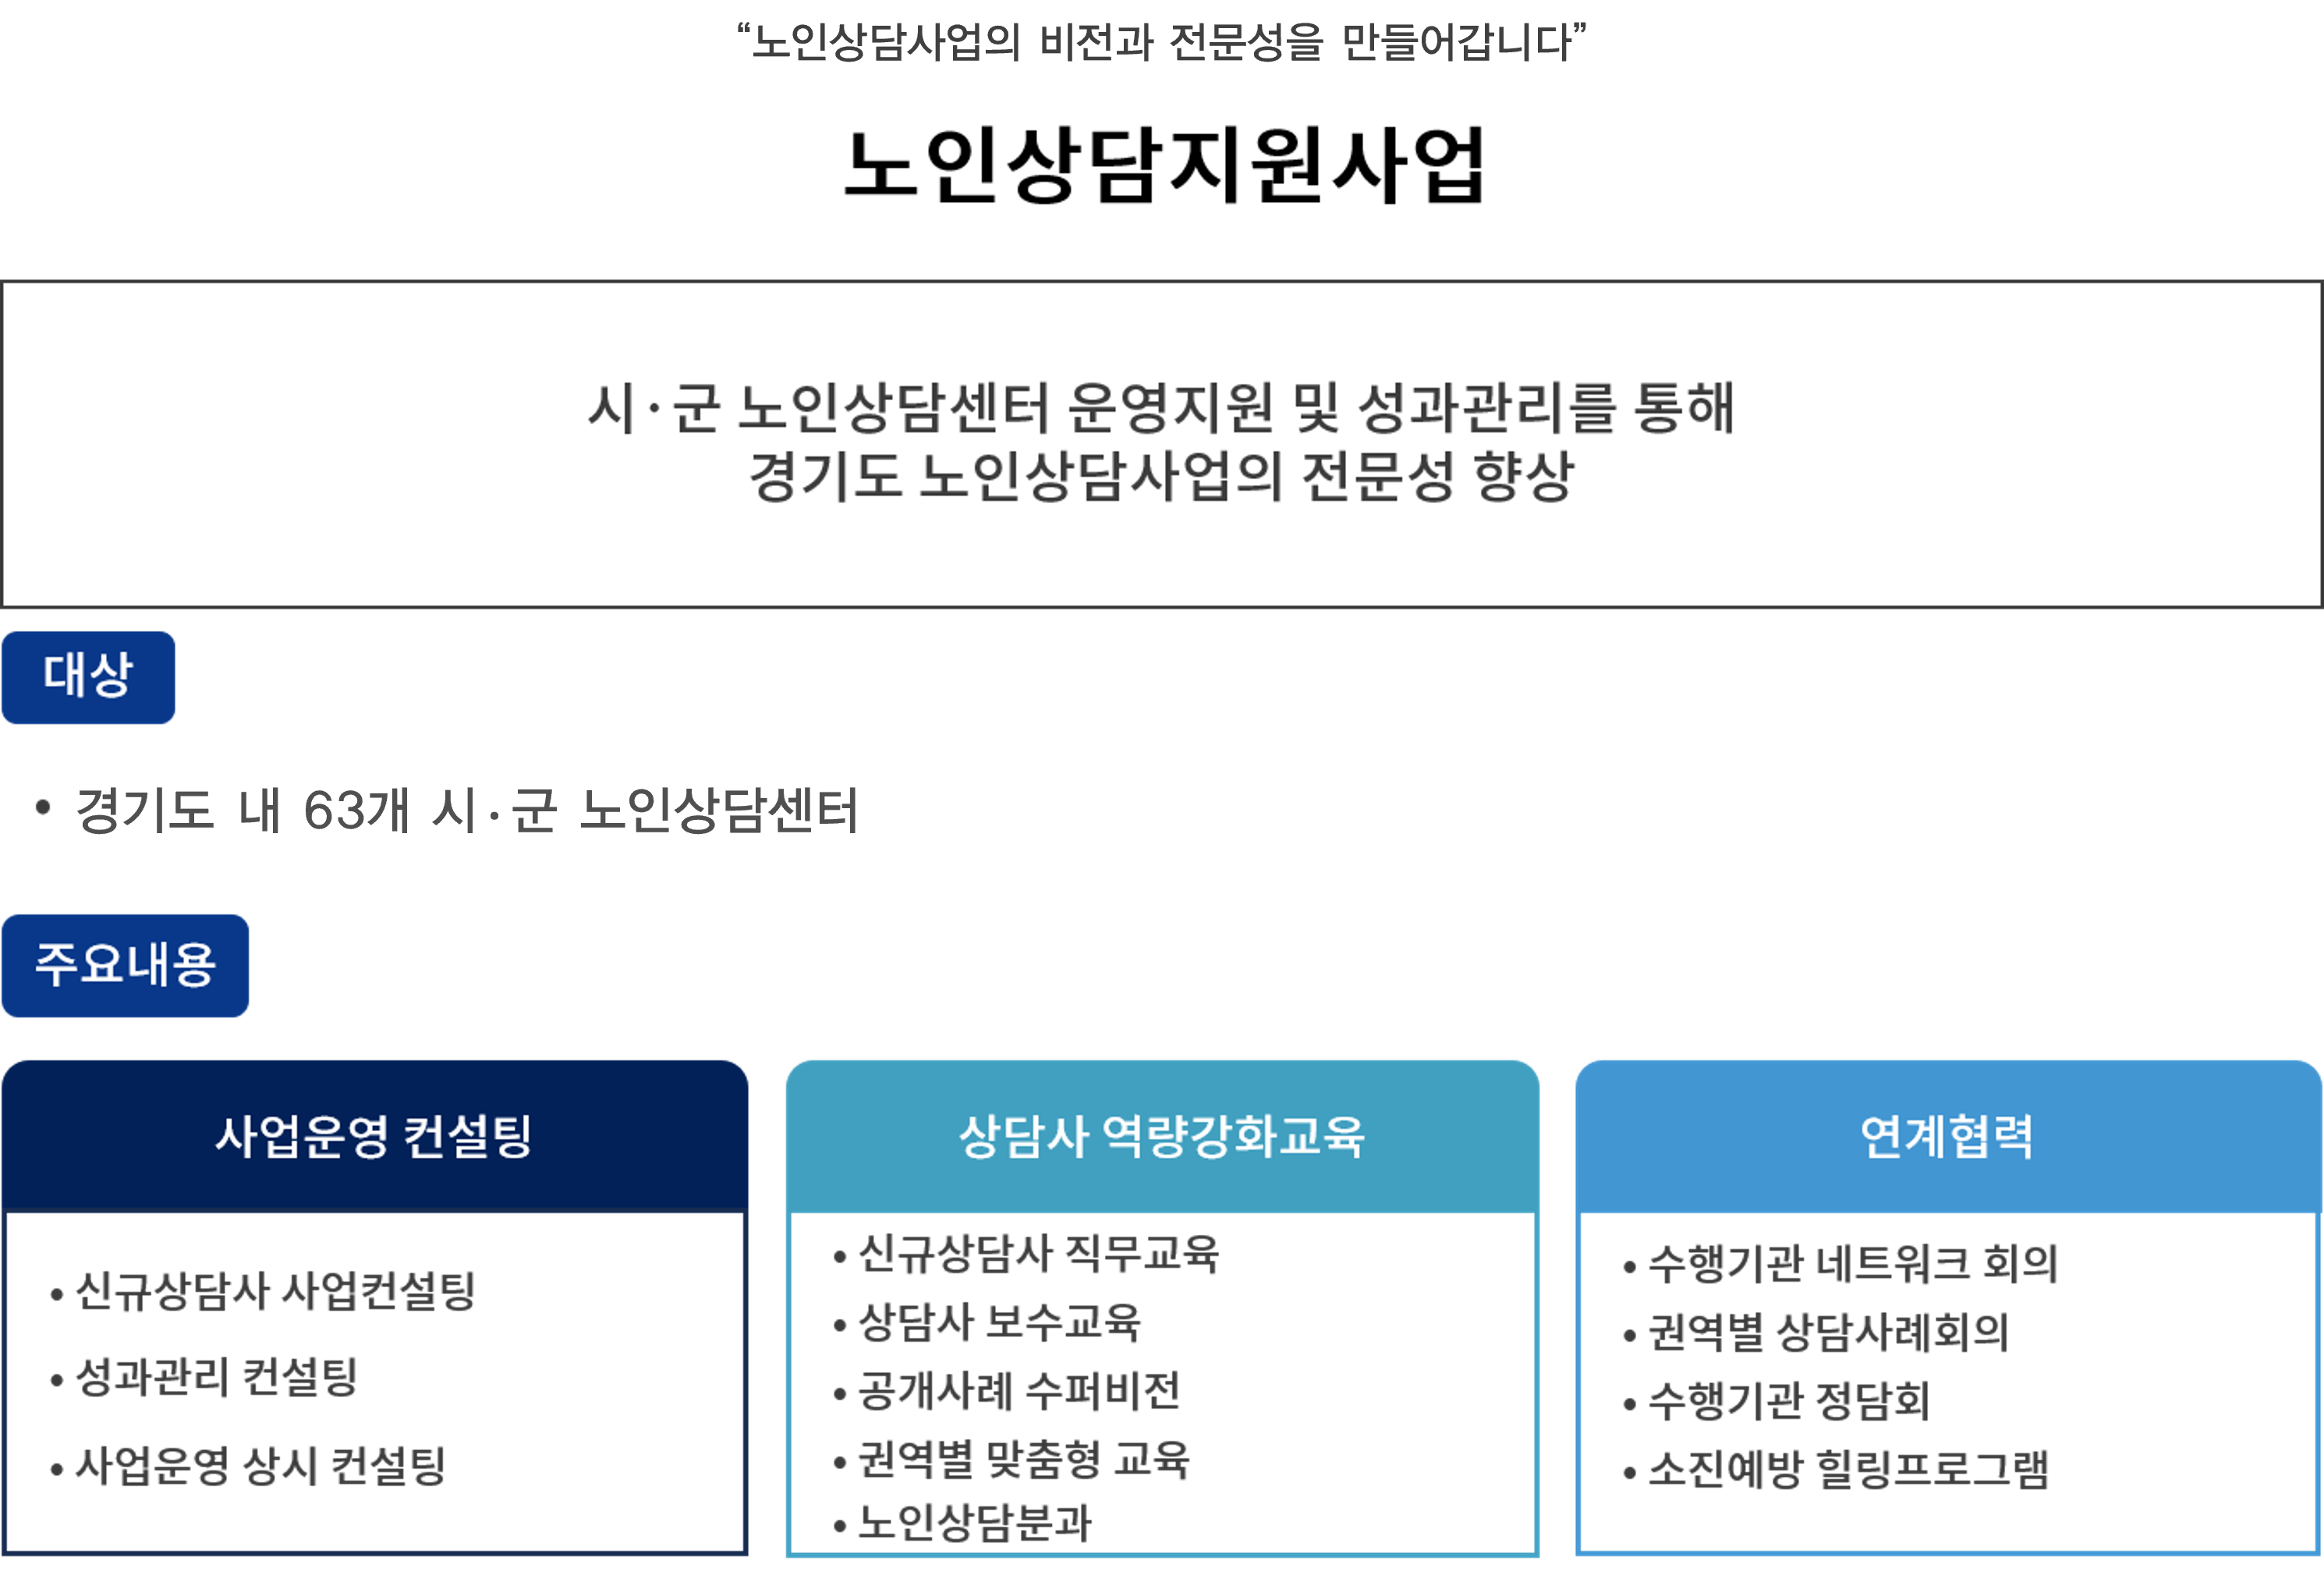 “노인상담사업의 비전과 전문성을 만들어갑니다”
노인상담지원사업
시·군 노인상담센터 운영지원 및 성과관리를 통해
경기도 노인상담사업의 전문성 향상
대상
• 경기도 내 63개 시·군 노인상담센터
주요내용
사업운영 컨설팅
• 신규상담사 사업컨설팅
• 성과관리 컨설팅
• 사업운영 상시 컨설팅
상담사 역량강화교육
• 신규상담사 직무교육
• 상담사 보수교육
• 공개사례 수퍼비전
• 권역별 맞춤형 교육
• 노인상담분과
연계협력
• 수행기관 네트워크 회의
• 권역별 상담사례회의
• 수행기관 정담회
• 소진예방 힐링프로그램